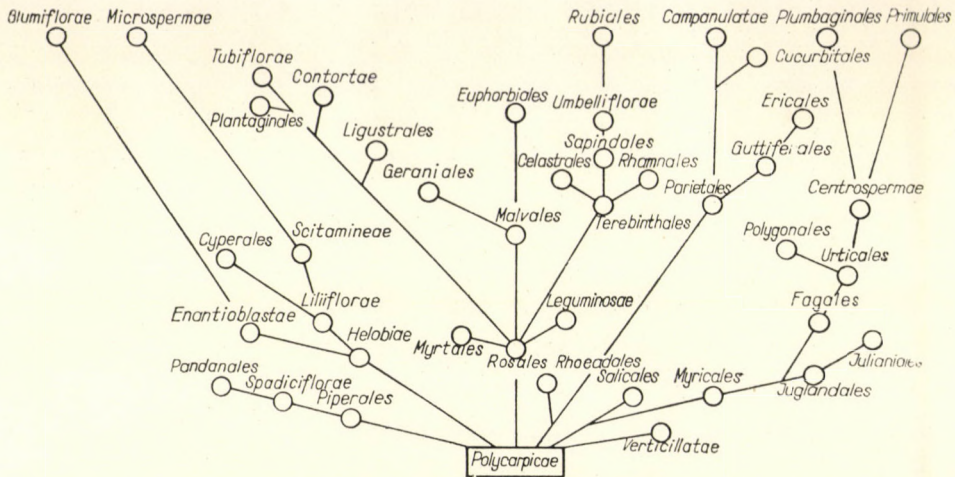 Glumiflorae Microspermae Rubiales Campanulatae Plumbaginales Primulales
Tubiflorae Cucurbitales
Contortae
Euphorbiales Umbelliflorae Ericales
Plantaginales
Ligustrales Sapindales Guttiferales
Celastrales Rhamnales
Geraniales Parietales Centrospermae
Malvales Terebinthales
Cyperales Scitamineae Polygonales Urticales
Liliiflorae Leguminosae Fagales
Enantioblastae Helobiae
Myrtales Rosales Rhoeadales
Pandanales Salicales Myricales
Spadiciflorae Piperales Juglandales
Verticillatae
Polycarpicae